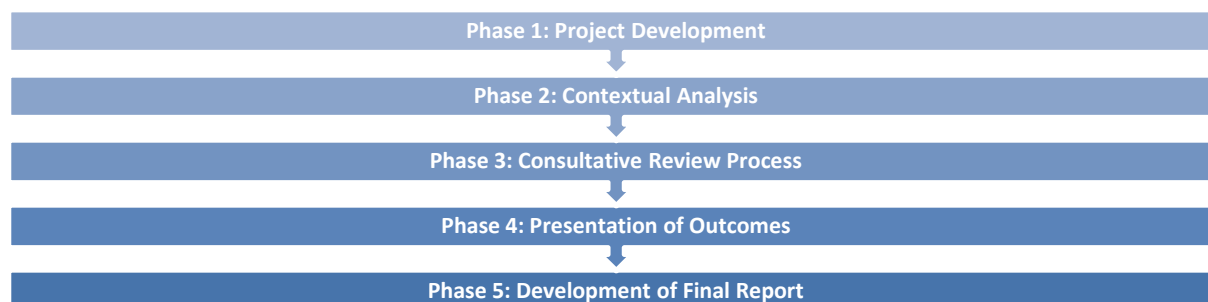 Phase 1: Project Development
Phase 2: Contextual Analysis
Phase 3: Consultative Review Process
Phase 4: Presentation of Outcomes
Phase 5: Development of Final Report